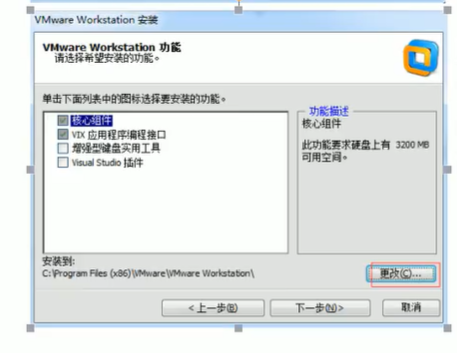 VMware Workstation 安装
VMware Workstation 功能
请选择希望安装的功能。
单击下面列表中的图标选择要安装的功能。
核心组件
VIX 应用程序编程接口
增强型键盘实用工具
Visual Studio 插件
功能描述
核心组件
此功能要求硬盘上有 3200 MB
可用空间。
安装到:
C:\Program Files (x86)\VMware\VMware Workstation\
更改(C)...
<上一步(B)
下一步(N)>
取消